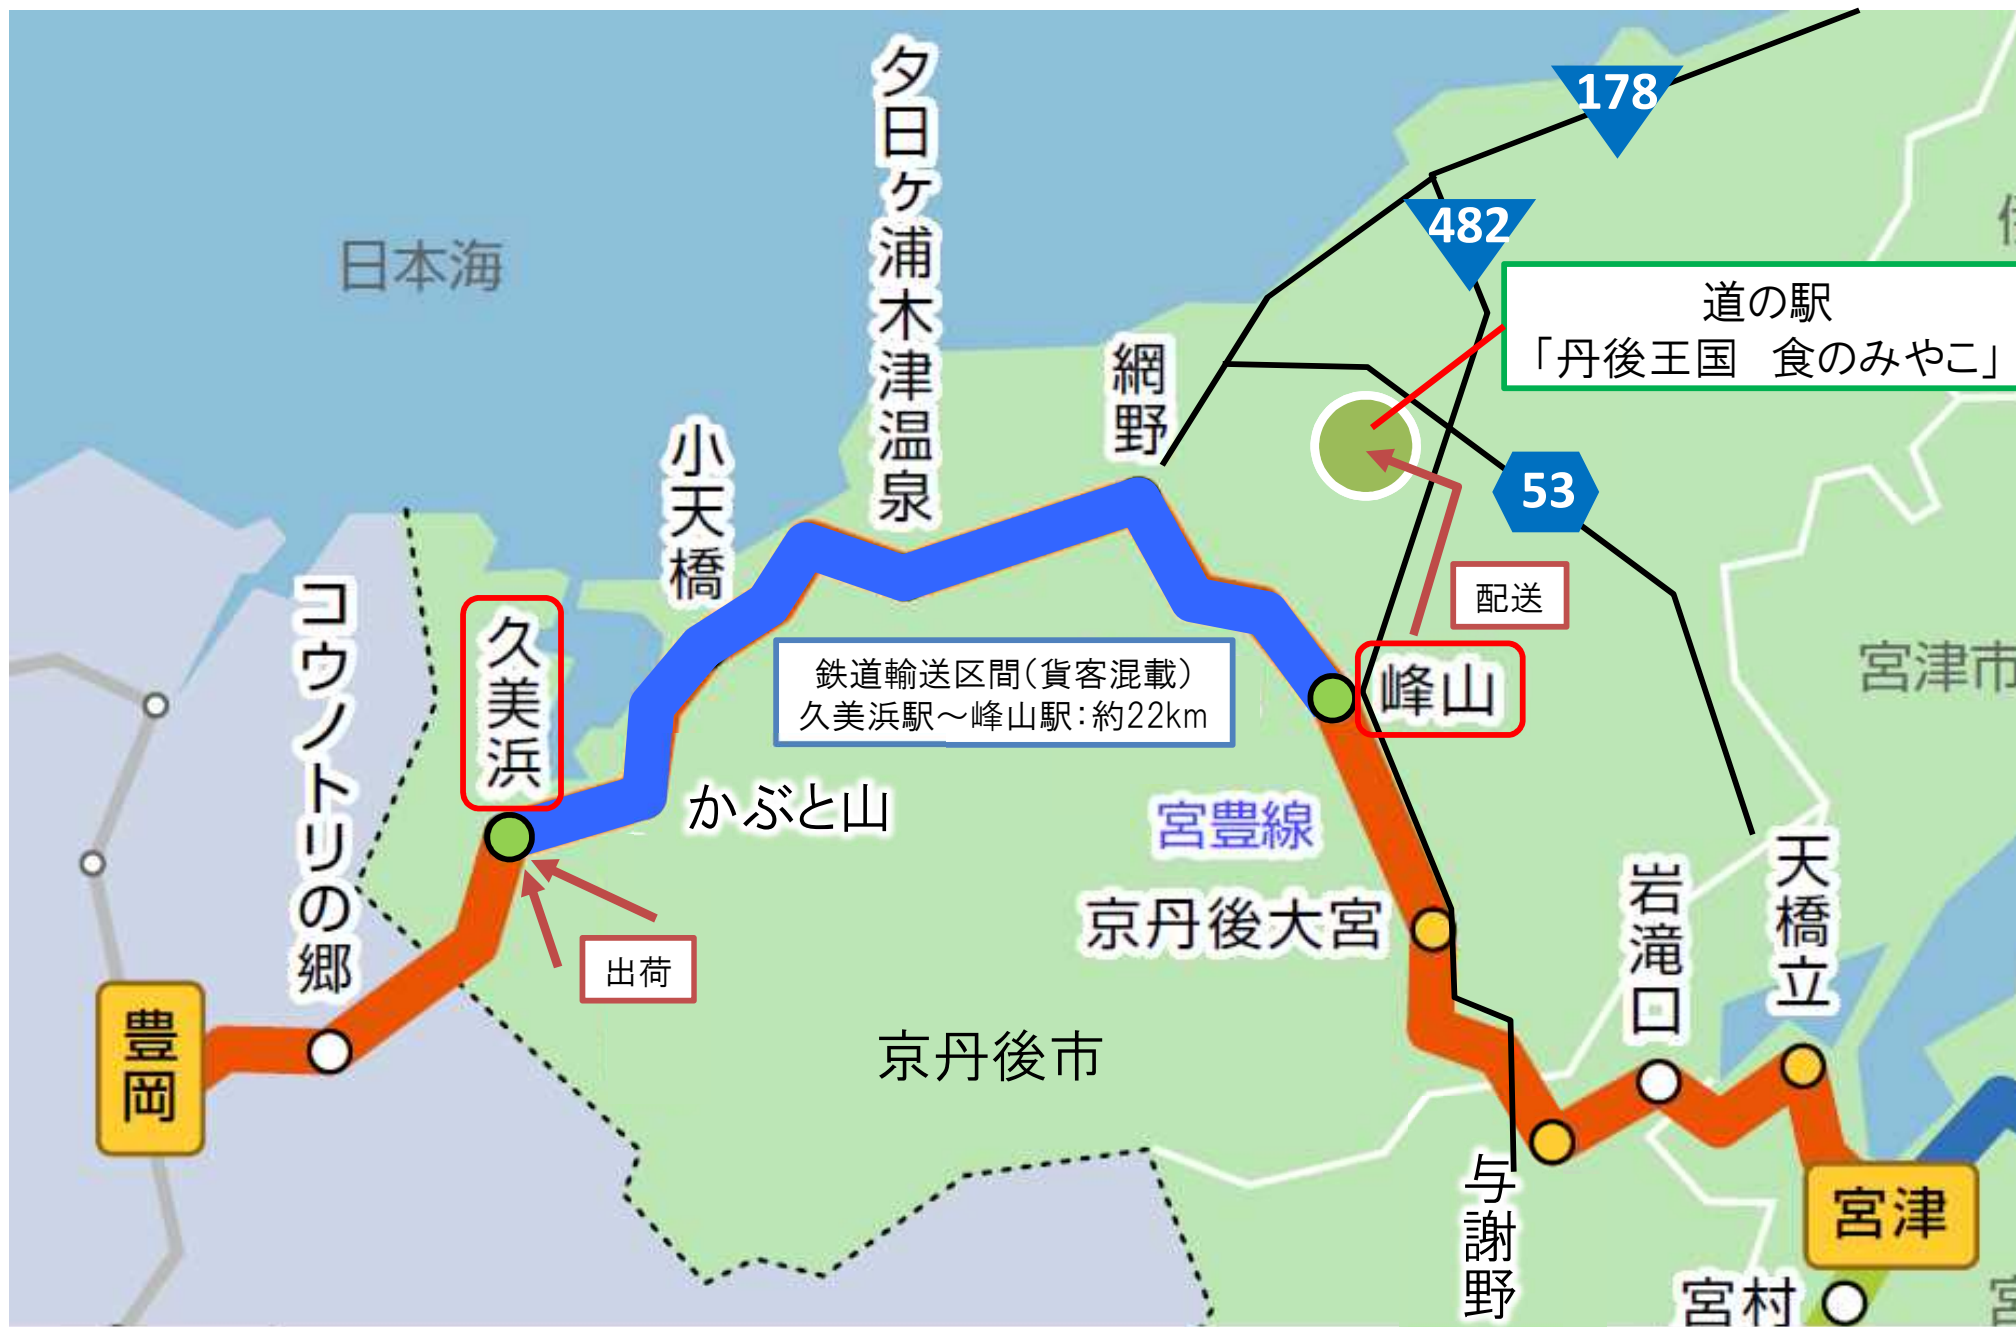 夕日ヶ浦木津温泉
178
482
日本海
道の駅
「丹後王国　食のみやこ」
網野
小天橋
53
配送
コウノトリの郷
久美浜
鉄道輸送区間（貨客混載）
久美浜駅～峰山駅：約22km
峰山
宮津市
かぶと山
宮豊線
京丹後大宮
岩滝口
天橋立
出荷
豊岡
京丹後市
与謝野
宮津
宮村